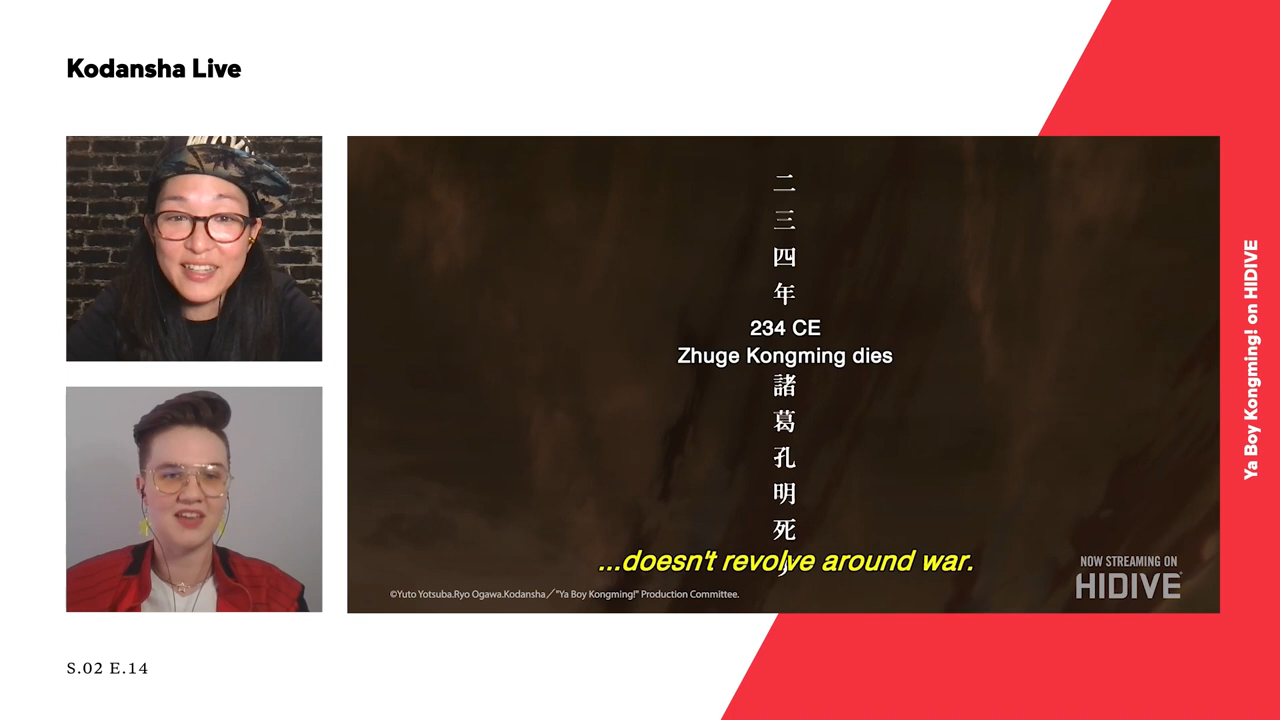 Kodansha Live
二三四年
234 CE
Zhuge Kongming dies
諸葛孔明死
...doesn't revolve around war.
NOW STREAMING ON
HIDIVE
©Yuto Yotsuba.Ryo Ogawa.Kodansha／"Ya Boy Kongming!" Production Committee.
Ya Boy Kongming! on HIDIVE
S.02 E.14